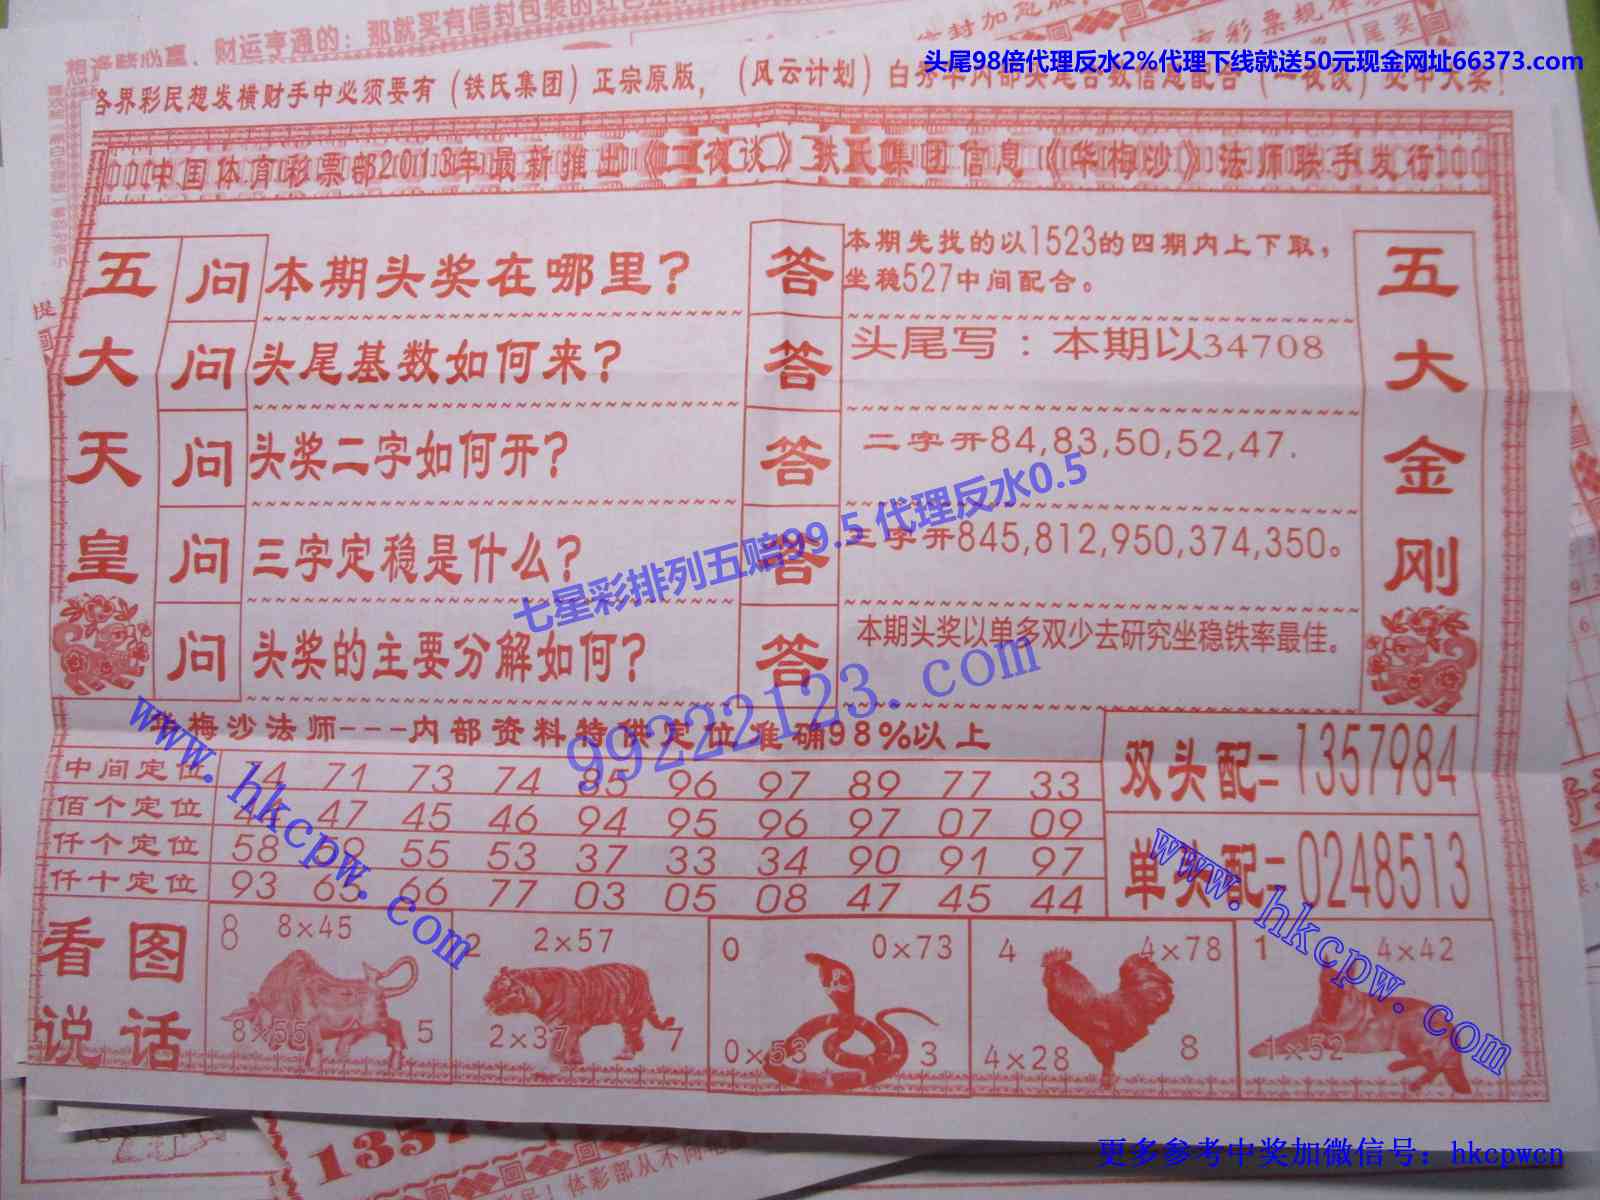 头尾98倍代理反水2%代理下线就送50元现金网址66373.com
各界彩民想发横财手中必须要有（铁氏集团）正宗原版，（风云计划）
中国体育彩票部2013年最新推出《一夜谈》铁氏集团信息《华梅沙》法师联手发行
五大天皇
问 本期头奖在哪里？
答 本期先找的以1523的四期内上下取，
坐稳527中间配合。
问 头尾基数如何来？
答 头尾写：本期以34708
问 头奖二字如何开？
答 二字开84,83,50,52,47.
问 三字定稳是什么？
答 三字开845,812,950,374,350。
问 头奖的主要分解如何？
答 本期头奖以单多双少去研究坐稳铁率最佳。
五大金刚
七星彩排列五赔99.5 代理反水0.5
99222123.com
梅沙法师---内部资料特供定位准确98%以上
中间定位 74 71 73 74 85 96 97 89 77 33
佰个定位 44 47 45 46 94 95 96 97 07 09
仟个定位 58 59 55 53 37 33 34 90 91 97
仟十定位 93 65 66 77 03 05 08 47 45 44
双头配=1357984
单头配=0248513
www.hkcpw.com
www.hkcpw.com
看图说话
8 8×45
8×55 5
2 2×57
2×37 7
0 0×73
0×53 3
4 4×78
4×28 8
1 4×42
1×52
更多参考中奖加微信号：hkcpwcn